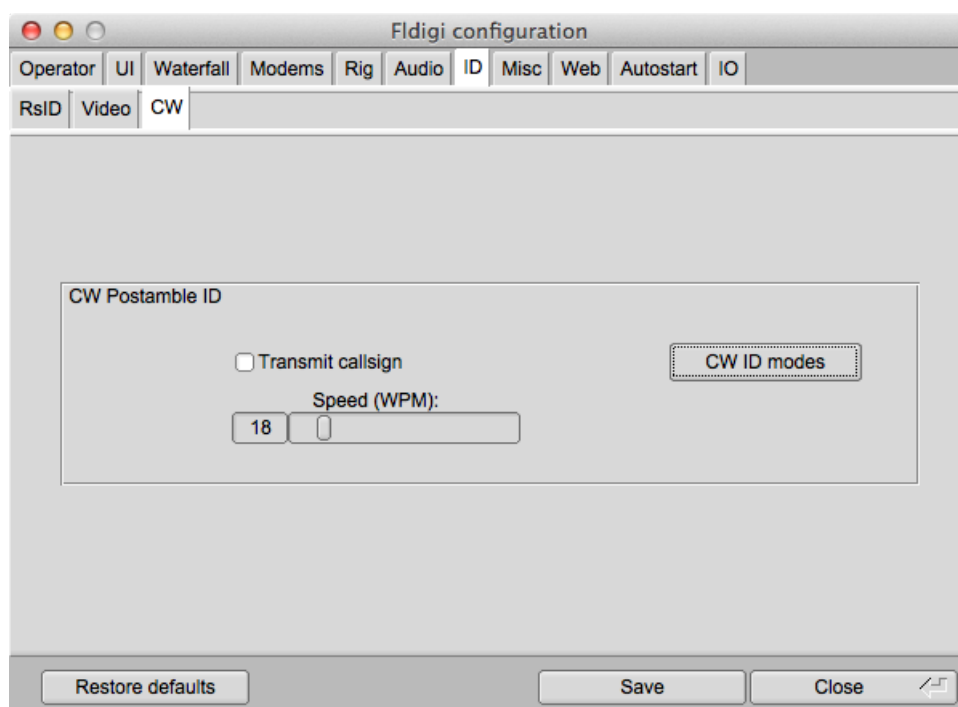 Fldigi configuration
Operator UI Waterfall Modems Rig Audio ID Misc Web Autostart IO
RsID Video CW
CW Postamble ID
Transmit callsign CW ID modes
Speed (WPM):
18
Restore defaults Save Close